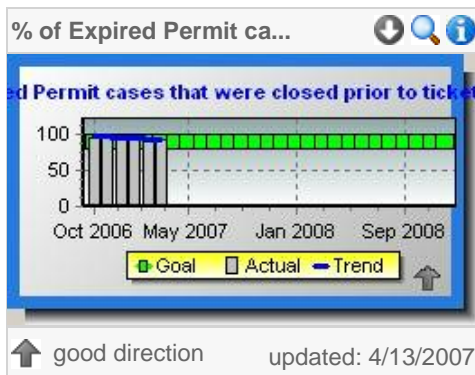 % of Expired Permit ca...
ed Permit cases that were closed prior to ticket
100
50
0
Oct 2006 May 2007 Jan 2008 Sep 2008
Goal Actual Trend
good direction updated: 4/13/2007